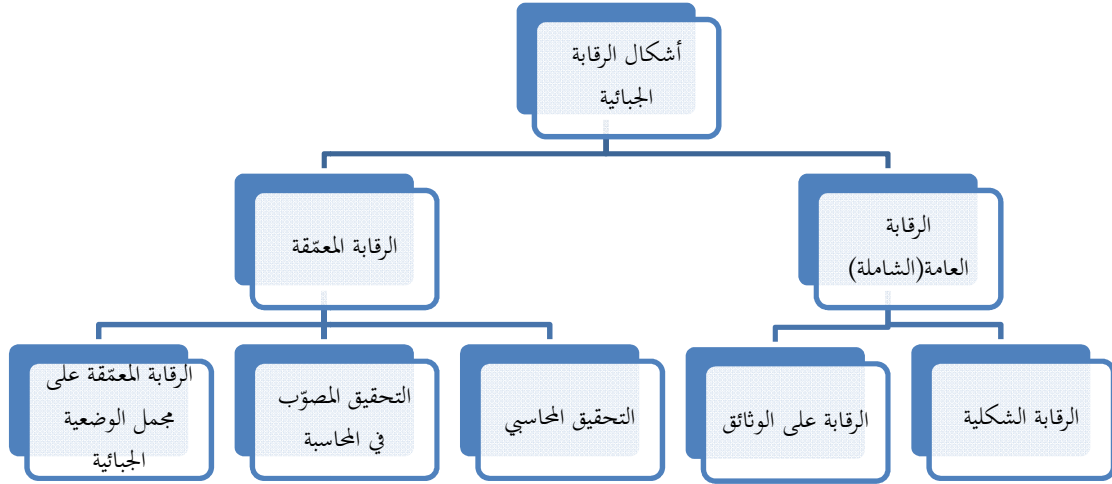 أشكال الرقابة
الجبائية
الرقابة
العامة(الشاملة)
الرقابة المعمّقة
الرقابة الشكلية
الرقابة على الوثائق
التحقيق المحاسبي
التحقيق المصوّب
في المحاسبة
الرقابة المعمّقة على
مجمل الوضعية
الجبائية